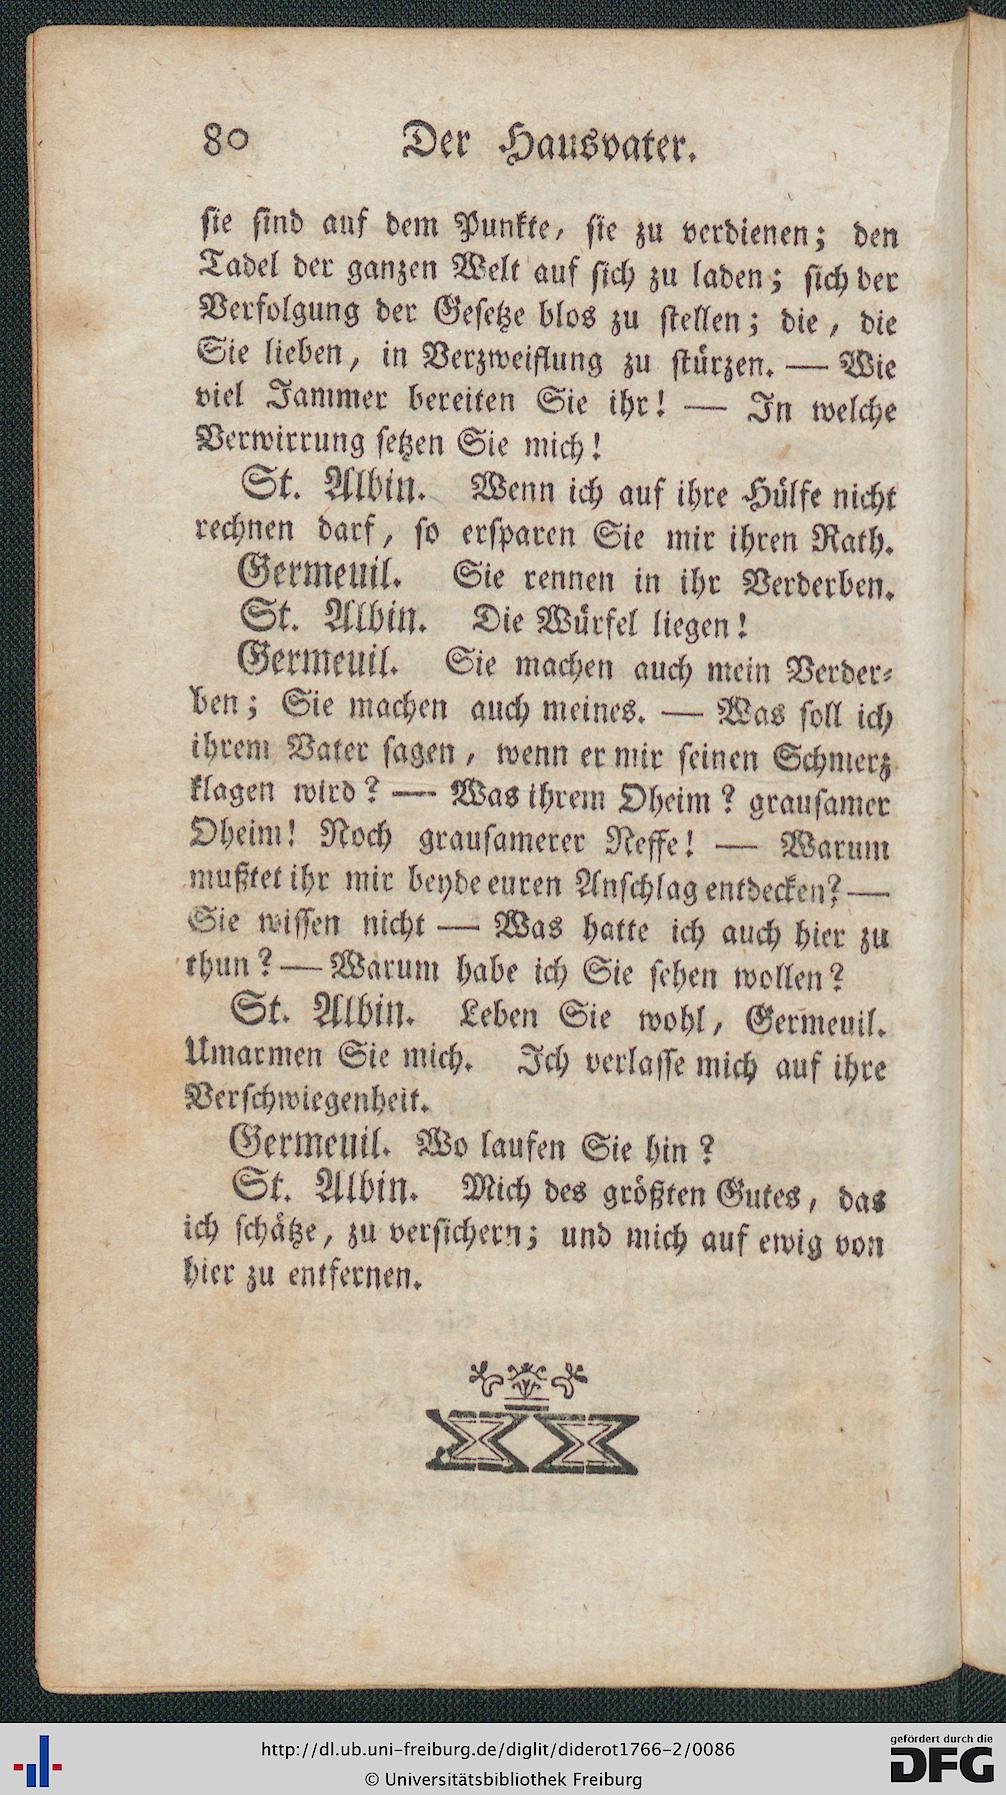 80 Der Hausvater.
sie sind auf dem Punkte, sie zu verdienen; den
Tadel der ganzen Welt auf sich zu laden; sich der
Verfolgung der Gesetze blos zu stellen; die, die
Sie lieben, in Verzweiflung zu stürzen. — Wie
viel Jammer bereiten Sie ihr! — In welche
Verwirrung setzen Sie mich!
St. Albin. Wenn ich auf ihre Hülfe nicht
rechnen darf, so ersparen Sie mir ihren Rath.
Germeuil. Sie rennen in ihr Verderben.
St. Albin. Die Würfel liegen!
Germeuil. Sie machen auch mein Verder-
ben; Sie machen auch meines. — Was soll ich
ihrem Vater sagen, wenn er mir seinen Schmerz
klagen wird? — Was ihrem Oheim? grausamer
Oheim! Noch grausamerer Neffe! — Warum
mußtet ihr mir beyde euren Anschlag entdecken? —
Sie wissen nicht — Was hatte ich auch hier zu
thun? — Warum habe ich Sie sehen wollen?
St. Albin. Leben Sie wohl, Germeuil.
Umarmen Sie mich. Ich verlasse mich auf ihre
Verschwiegenheit.
Germeuil. Wo laufen Sie hin?
St. Albin. Mich des größten Gutes, das
ich schätze, zu versichern; und mich auf ewig von
hier zu entfernen.
http://dl.ub.uni-freiburg.de/diglit/diderot1766-2/0086
© Universitätsbibliothek Freiburg
gefördert durch die
DFG